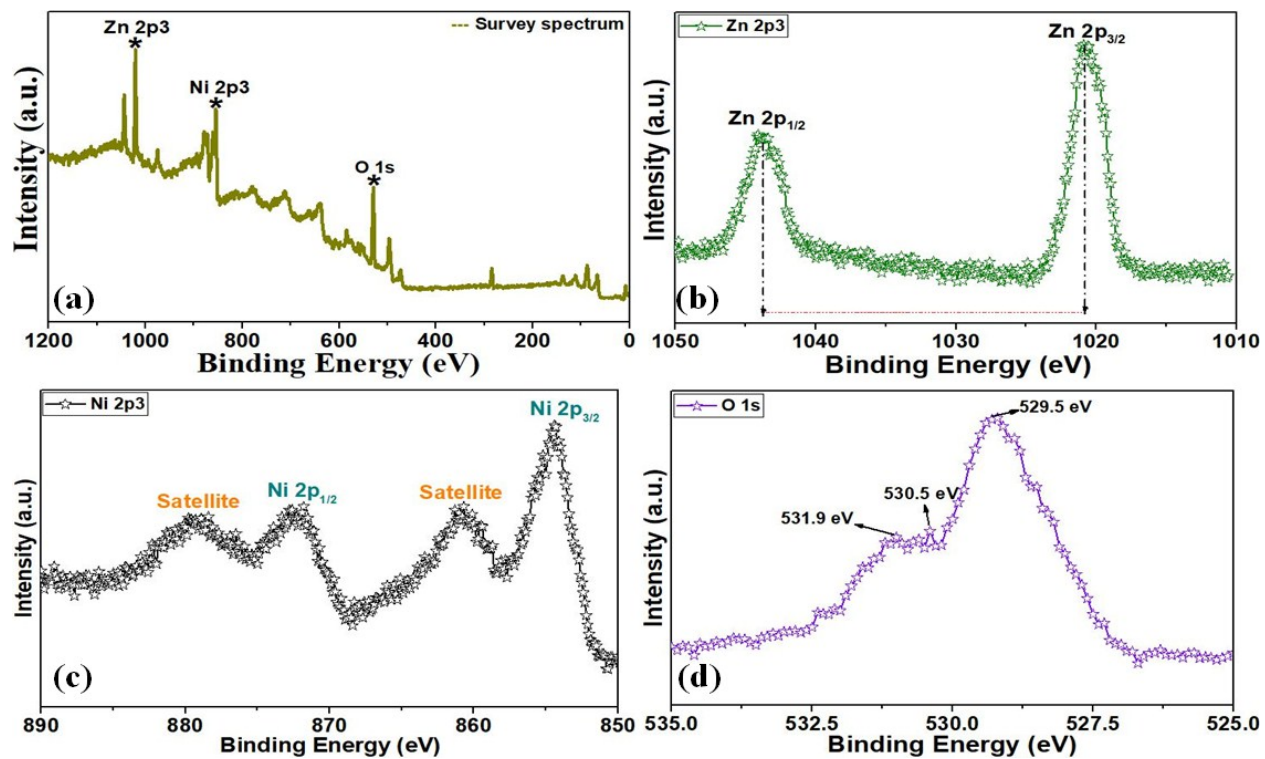 Zn 2p3
Survey spectrum
Ni 2p3
O 1s
Intensity (a.u.)
(a)
1200 1000 800 600 400 200 0
Binding Energy (eV)
Zn 2p3
Zn 2p3/2
Zn 2p1/2
Intensity (a.u.)
(b)
1050 1040 1030 1020 1010
Binding Energy (eV)
Ni 2p3
Ni 2p3/2
Satellite
Ni 2p1/2
Satellite
Intensity (a.u.)
(c)
890 880 870 860 850
Binding Energy (eV)
O 1s
529.5 eV
530.5 eV
531.9 eV
Intensity (a.u.)
(d)
535.0 532.5 530.0 527.5 525.0
Binding Energy (eV)